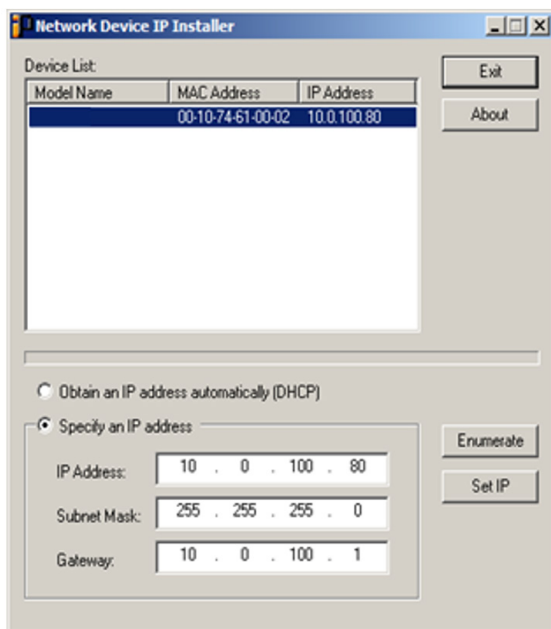 Network Device IP Installer
Device List:
Exit
Model Name MAC Address IP Address
00-10-74-61-00-02 10.0.100.80
About
Obtain an IP address automatically (DHCP)
Specify an IP address
Enumerate
IP Address: 10 . 0 . 100 . 80
Set IP
Subnet Mask: 255 . 255 . 255 . 0
Gateway: 10 . 0 . 100 . 1